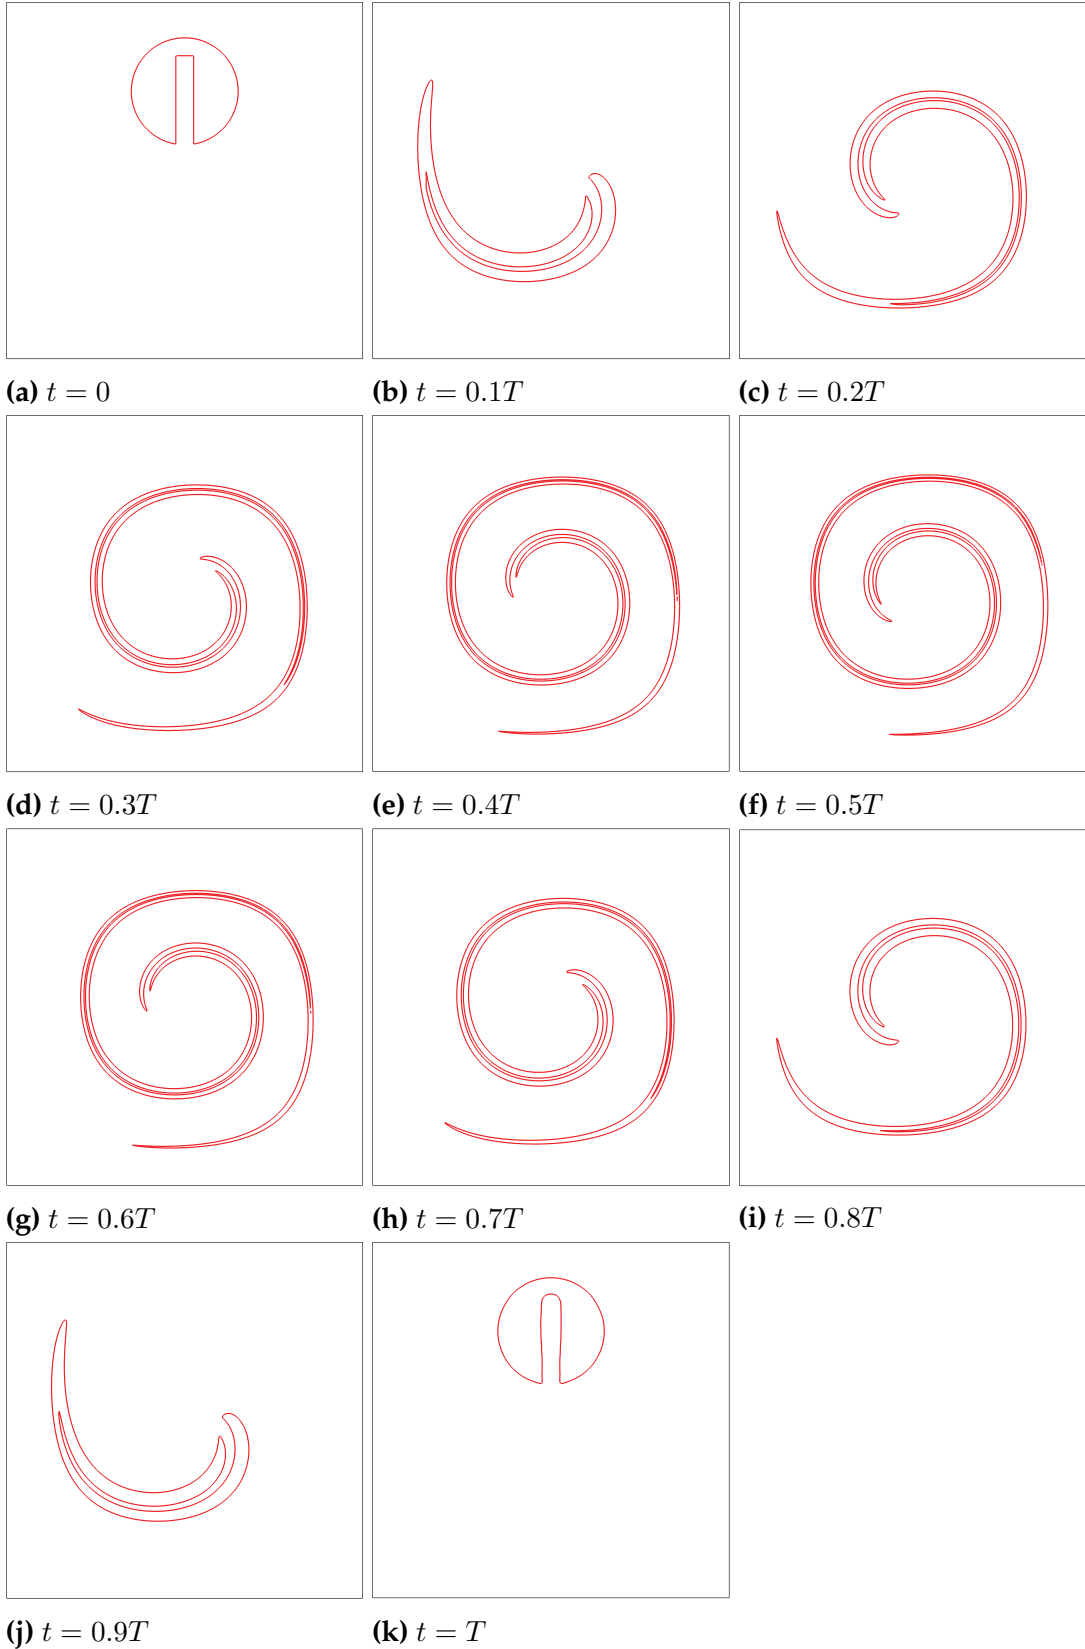 (a) t = 0
(b) t = 0.1T
(c) t = 0.2T
(d) t = 0.3T
(e) t = 0.4T
(f) t = 0.5T
(g) t = 0.6T
(h) t = 0.7T
(i) t = 0.8T
(j) t = 0.9T
(k) t = T